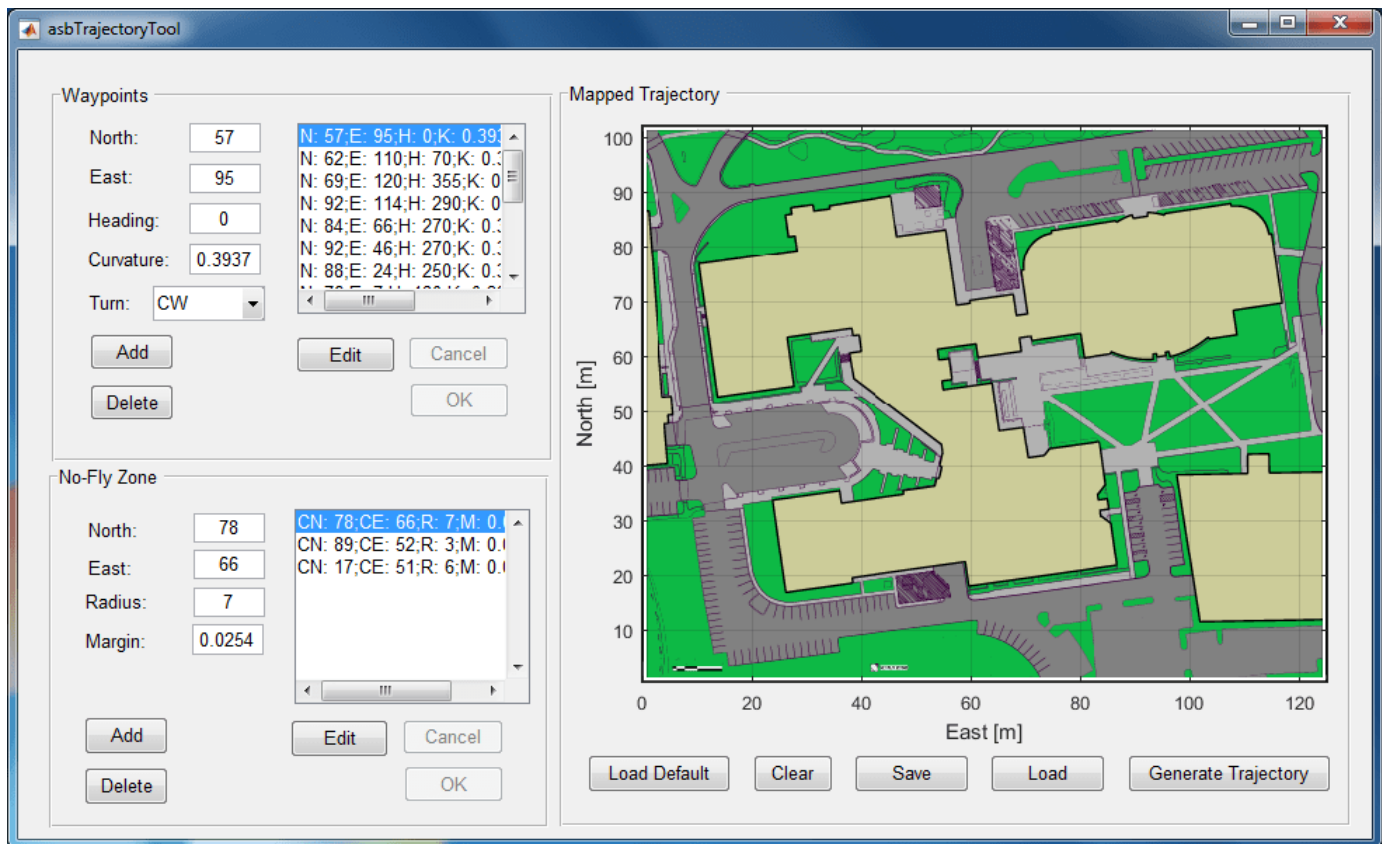 asbTrajectoryTool
Waypoints
North: 57
East: 95
Heading: 0
Curvature: 0.3937
Turn: CW
Add
Delete
N: 57;E: 95;H: 0;K: 0.393
N: 62;E: 110;H: 70;K: 0.3
N: 69;E: 120;H: 355;K: 0
N: 92;E: 114;H: 290;K: 0
N: 84;E: 66;H: 270;K: 0.3
N: 92;E: 46;H: 270;K: 0.3
N: 88;E: 24;H: 250;K: 0.3
Edit
Cancel
OK
No-Fly Zone
North: 78
East: 66
Radius: 7
Margin: 0.0254
Add
Delete
CN: 78;CE: 66;R: 7;M: 0.0
CN: 89;CE: 52;R: 3;M: 0.0
CN: 17;CE: 51;R: 6;M: 0.0
Edit
Cancel
OK
Mapped Trajectory
North [m]
100
90
80
70
60
50
40
30
20
10
0 20 40 60 80 100 120
East [m]
Load Default
Clear
Save
Load
Generate Trajectory